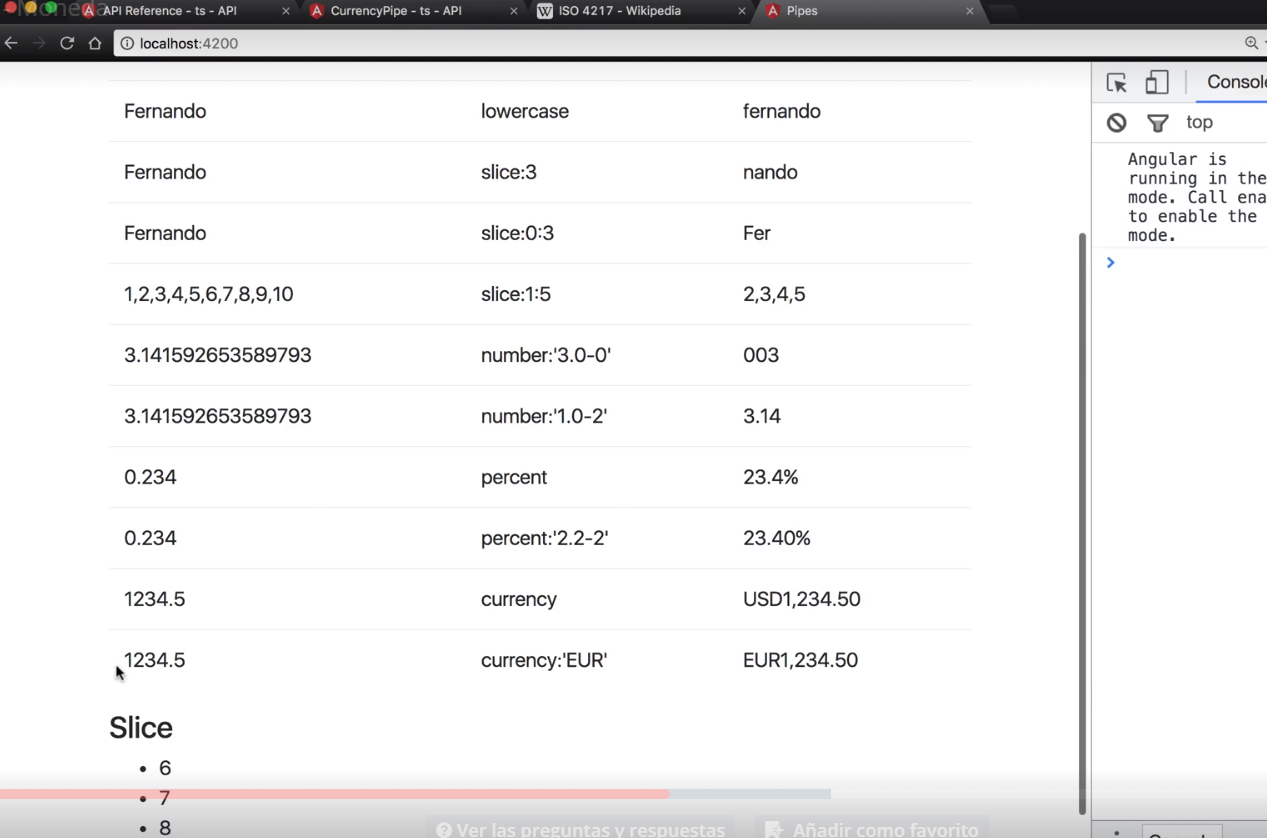 Moneda
API Reference - ts - API
CurrencyPipe - ts - API
ISO 4217 - Wikipedia
Pipes
localhost:4200
Fernando lowercase fernando
Fernando slice:3 nando
Fernando slice:0:3 Fer
1,2,3,4,5,6,7,8,9,10 slice:1:5 2,3,4,5
3.141592653589793 number:'3.0-0' 003
3.141592653589793 number:'1.0-2' 3.14
0.234 percent 23.4%
0.234 percent:'2.2-2' 23.40%
1234.5 currency USD1,234.50
1234.5 currency:'EUR' EUR1,234.50
Slice
• 6
• 7
• 8
Ver las preguntas y respuestas
Añadir como favorito
Console
top
Angular is
running in the
mode. Call ena
to enable the
mode.